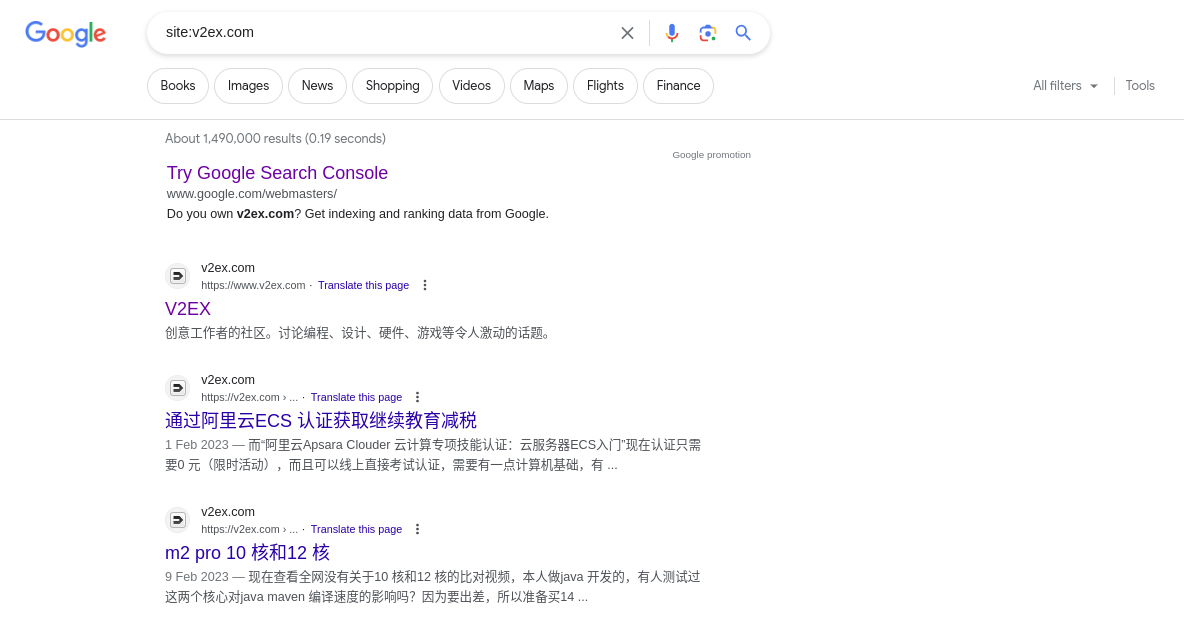 Google
site:v2ex.com
Books
Images
News
Shopping
Videos
Maps
Flights
Finance
All filters
Tools
About 1,490,000 results (0.19 seconds)
Google promotion
Try Google Search Console
www.google.com/webmasters/
Do you own v2ex.com? Get indexing and ranking data from Google.
v2ex.com
https://www.v2ex.com · Translate this page
V2EX
创意工作者的社区。讨论编程、设计、硬件、游戏等令人激动的话题。
v2ex.com
https://v2ex.com › ... · Translate this page
通过阿里云ECS 认证获取继续教育减税
1 Feb 2023 — 而“阿里云Apsara Clouder 云计算专项技能认证：云服务器ECS入门”现在认证只需
要0 元（限时活动），而且可以线上直接考试认证，需要有一点计算机基础，有 ...
v2ex.com
https://v2ex.com › ... · Translate this page
m2 pro 10 核和12 核
9 Feb 2023 — 现在查看全网没有关于10 核和12 核的比对视频，本人做java 开发的，有人测试过
这两个核心对java maven 编译速度的影响吗？因为要出差，所以准备买14 ...